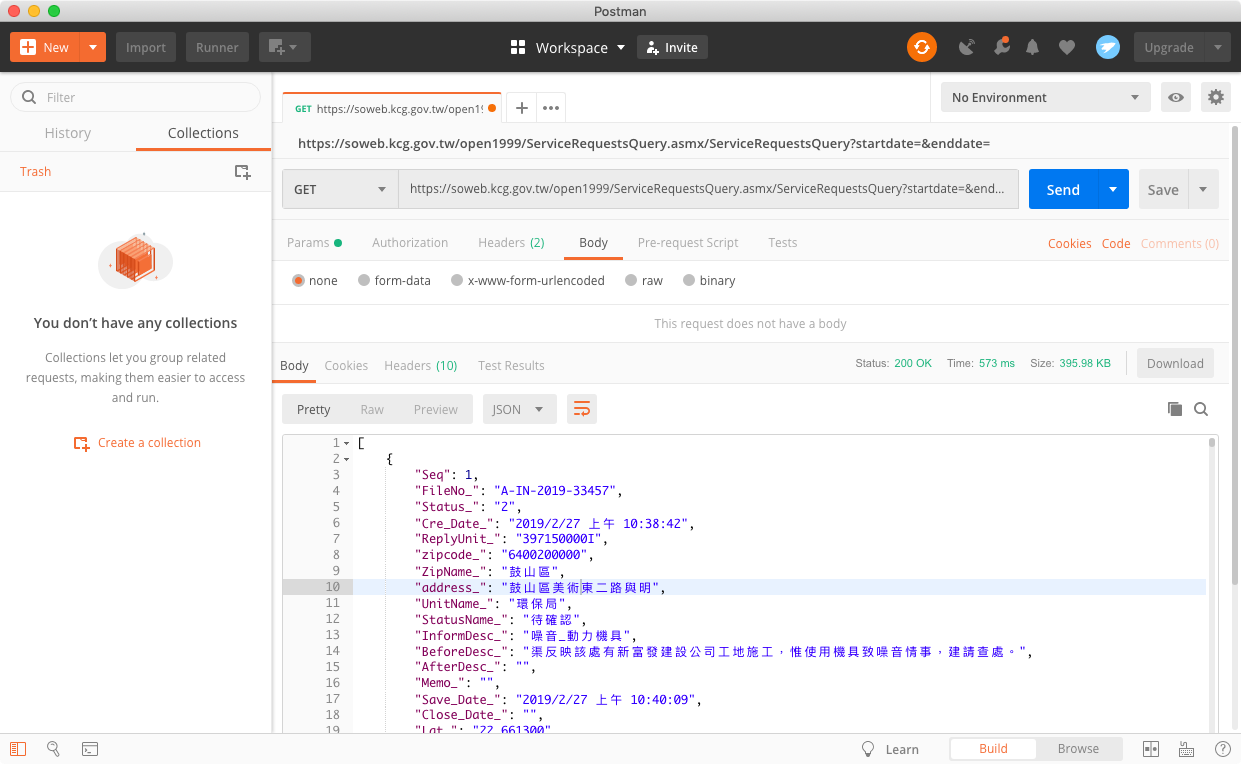 Postman
New
Import
Runner
Workspace
Invite
Upgrade
Filter
History
Collections
Trash
You don’t have any collections
Collections let you group related
requests, making them easier to access
and run.
Create a collection
GET https://soweb.kcg.gov.tw/open1!
No Environment
https://soweb.kcg.gov.tw/open1999/ServiceRequestsQuery.asmx/ServiceRequestsQuery?startdate=&enddate=
GET
https://soweb.kcg.gov.tw/open1999/ServiceRequestsQuery.asmx/ServiceRequestsQuery?startdate=&end...
Send
Save
Params
Authorization
Headers (2)
Body
Pre-request Script
Tests
Cookies
Code
Comments (0)
none
form-data
x-www-form-urlencoded
raw
binary
This request does not have a body
Body
Cookies
Headers (10)
Test Results
Status: 200 OK
Time: 573 ms
Size: 395.98 KB
Download
Pretty
Raw
Preview
JSON
1 [
2 {
3 "Seq": 1,
4 "FileNo_": "A-IN-2019-33457",
5 "Status_": "2",
6 "Cre_Date_": "2019/2/27 上午 10:38:42",
7 "ReplyUnit_": "397150000I",
8 "zipcode_": "6400200000",
9 "ZipName_": "鼓山區",
10 "address_": "鼓山區美術東二路與明",
11 "UnitName_": "環保局",
12 "StatusName_": "待確認",
13 "InformDesc_": "噪音_動力機具",
14 "BeforeDesc_": "渠反映該處有新富發建設公司工地施工，惟使用機具致噪音情事，建請查處。",
15 "AfterDesc_": "",
16 "Memo_": "",
17 "Save_Date_": "2019/2/27 上午 10:40:09",
18 "Close_Date_": "",
19 "Lat_": "22.661300"
Learn
Build
Browse